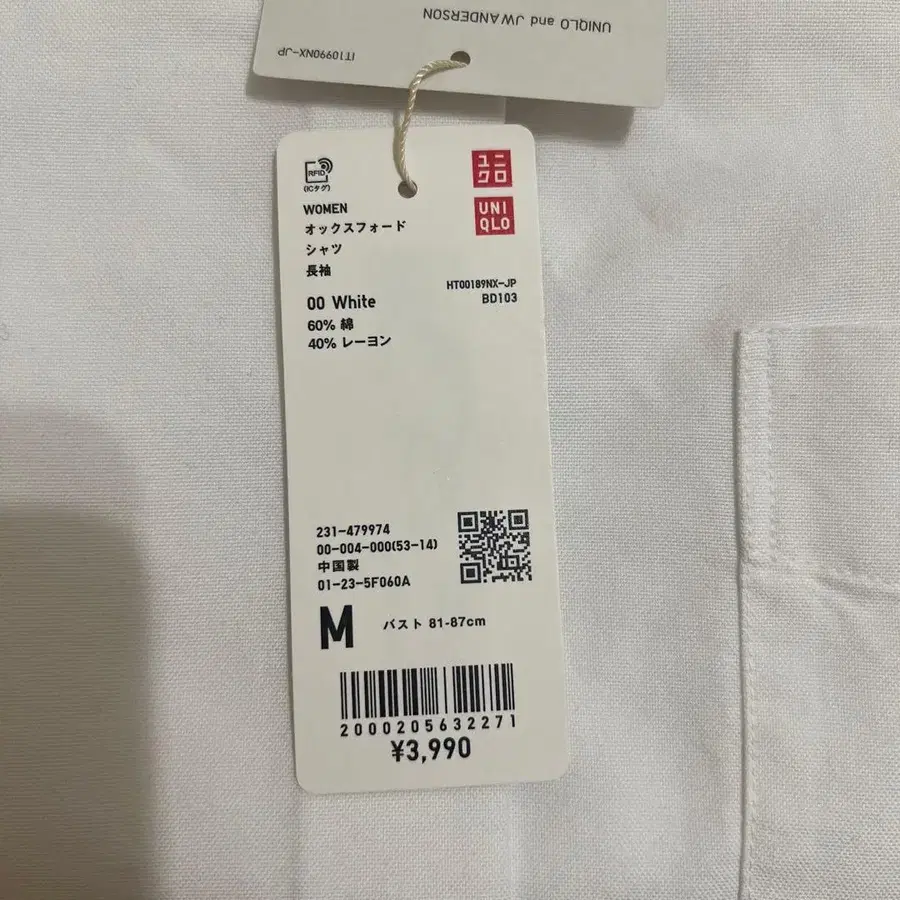 UNIQLO and JW ANDERSON
IT1090NX-JP
RFID
(ICタグ)
ユニ
クロ
UNI
QLO
WOMEN
オックスフォード
シャツ
長袖
HT00189NX-JP
00 White
BD103
60% 綿
40% レーヨン
231-479974
00-004-000(53-14)
中国製
01-23-5F060A
M
バスト 81-87cm
2000205632271
¥3,990